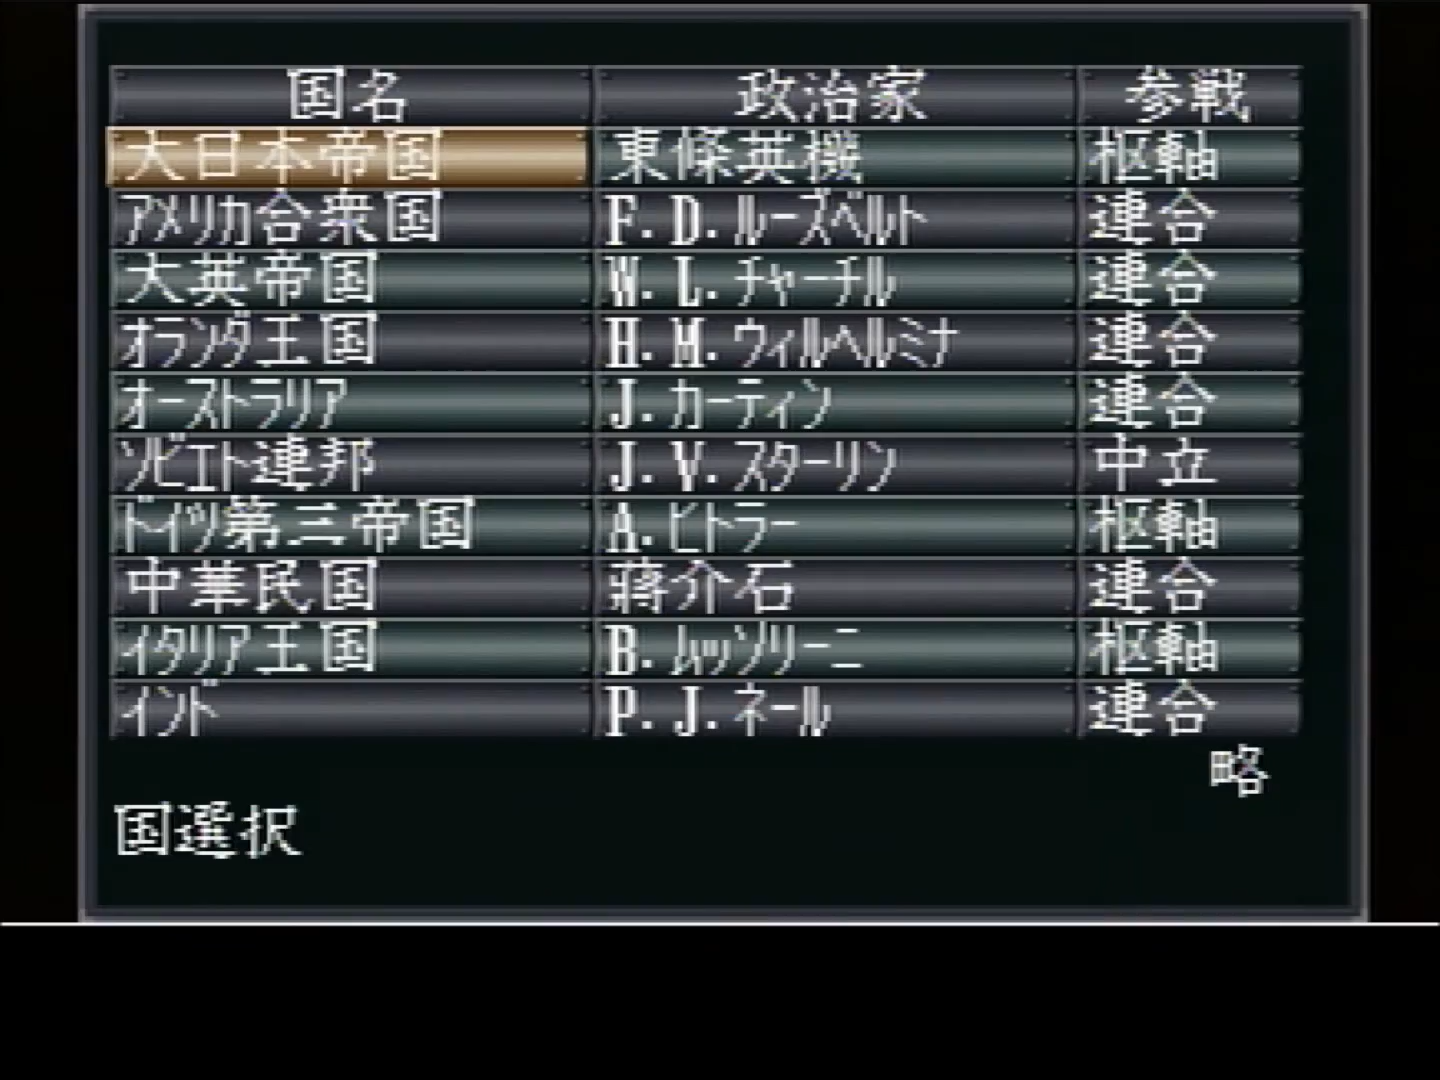 国名 政治家 参戦
大日本帝国 東條英機 枢軸
アメリカ合衆国 F.D.ルーズベルト 連合
大英帝国 W.L.チャーチル 連合
オランダ王国 H.M.ウィルヘルミナ 連合
オーストラリア J.カーティン 連合
ソビエト連邦 J.V.スターリン 中立
ドイツ第三帝国 A.ヒトラー 枢軸
中華民国 蒋介石 連合
イタリア王国 B.ムッソリーニ 枢軸
インド P.J.ネール 連合
略
国選択